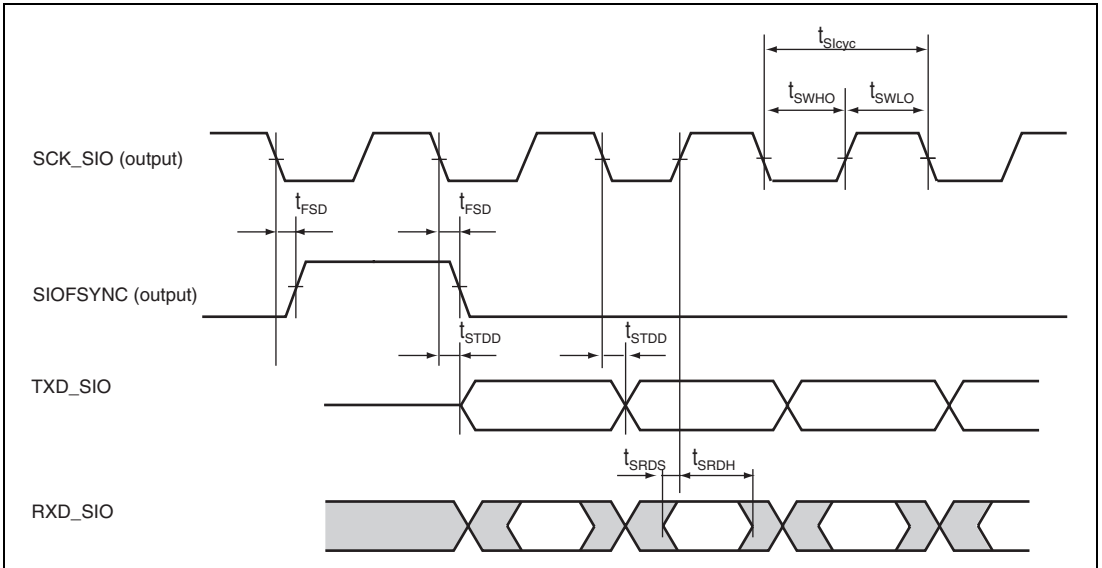 tSIcyc
tSWHO tSWLO
SCK_SIO (output)
tFSD tFSD
SIOFSYNC (output)
tSTDD tSTDD
TXD_SIO
tSRDS tSRDH
RXD_SIO